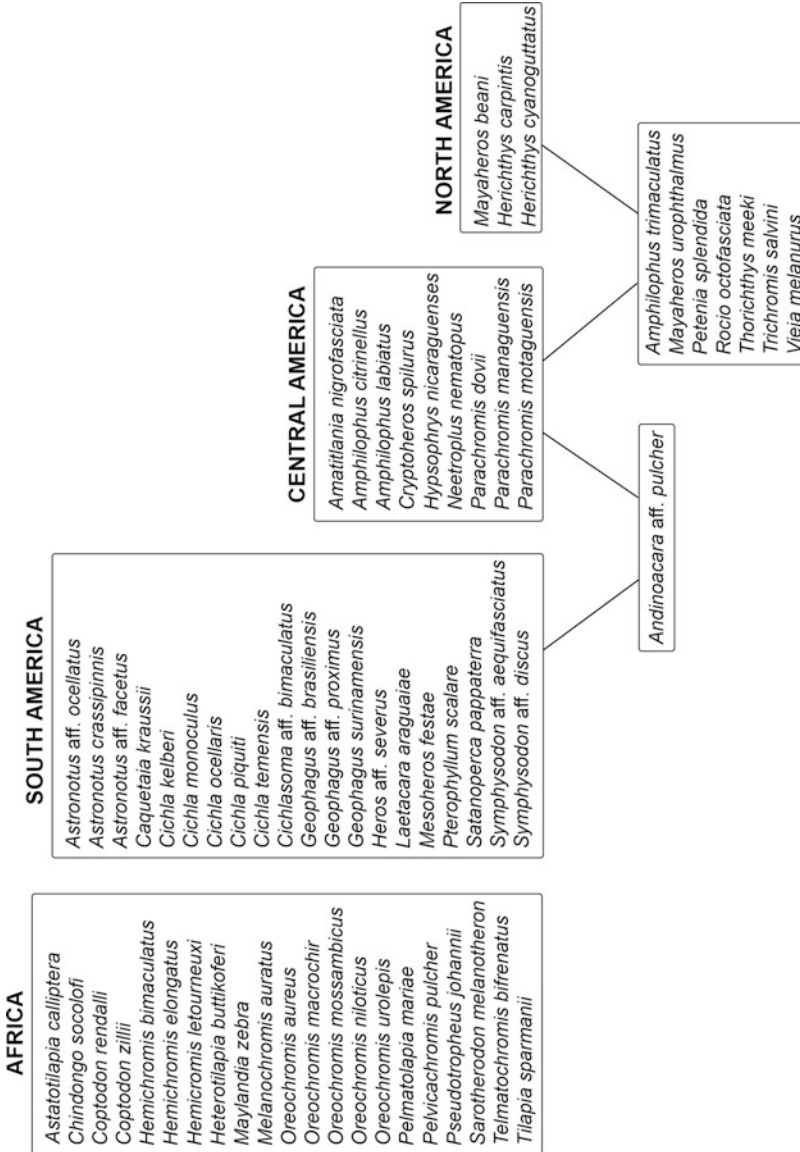 AFRICA
Astatotilapia calliptera
Chindongo socolofi
Coptodon rendalli
Coptodon zillii
Hemichromis bimaculatus
Hemichromis elongatus
Hemicromis letourneuxi
Heterotilapia buttikoferi
Maylandia zebra
Melanochromis auratus
Oreochromis aureus
Oreochromis macrochir
Oreochromis mossambicus
Oreochromis niloticus
Oreochromis urolepis
Pelmatolapia mariae
Pelvicachromis pulcher
Pseudotropheus johannii
Sarotherodon melanotheron
Telmatochromis bifrenatus
Tilapia sparmanii
SOUTH AMERICA
Astronotus aff. ocellatus
Astronotus crassipinnis
Astronotus aff. facetus
Caquetaia kraussii
Cichla kelberi
Cichla monoculus
Cichla ocellaris
Cichla piquiti
Cichla temensis
Cichlasoma aff. bimaculatus
Geophagus aff. brasiliensis
Geophagus aff. proximus
Geophagus surinamensis
Heros aff. severus
Laetacara araguaiae
Mesoheros festae
Pterophyllum scalare
Satanoperca pappaterra
Symphysodon aff. aequifasciatus
Symphysodon aff. discus
CENTRAL AMERICA
Amatitlania nigrofasciata
Amphilophus citrinellus
Amphilophus labiatus
Cryptoheros spilurus
Hypsophrys nicaraguenses
Neetroplus nematopus
Parachromis dovii
Parachromis managuensis
Parachromis motaguensis
NORTH AMERICA
Mayaheros beani
Herichthys carpintis
Herichthys cyanoguttatus
Andinoacara aff. pulcher
Amphilophus trimaculatus
Mayaheros urophthalmus
Petenia splendida
Rocio octofasciata
Thorichthys meeki
Trichromis salvini
Vieja melanurus